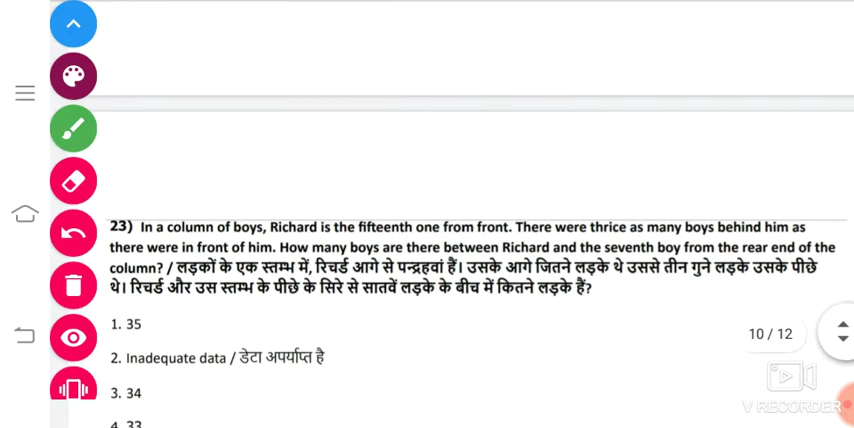 23) In a column of boys, Richard is the fifteenth one from front. There were thrice as many boys behind him as
there were in front of him. How many boys are there between Richard and the seventh boy from the rear end of the
column? / लड़कों के एक स्तम्भ में, रिचर्ड आगे से पन्द्रहवां हैं। उसके आगे जितने लड़के थे उससे तीन गुने लड़के उसके पीछे
थे। रिचर्ड और उस स्तम्भ के पीछे के सिरे से सातवें लड़के के बीच में कितने लड़के हैं?
1. 35
10 / 12
2. Inadequate data / डेटा अपर्याप्त है
3. 34
V RECORDER
4. 33